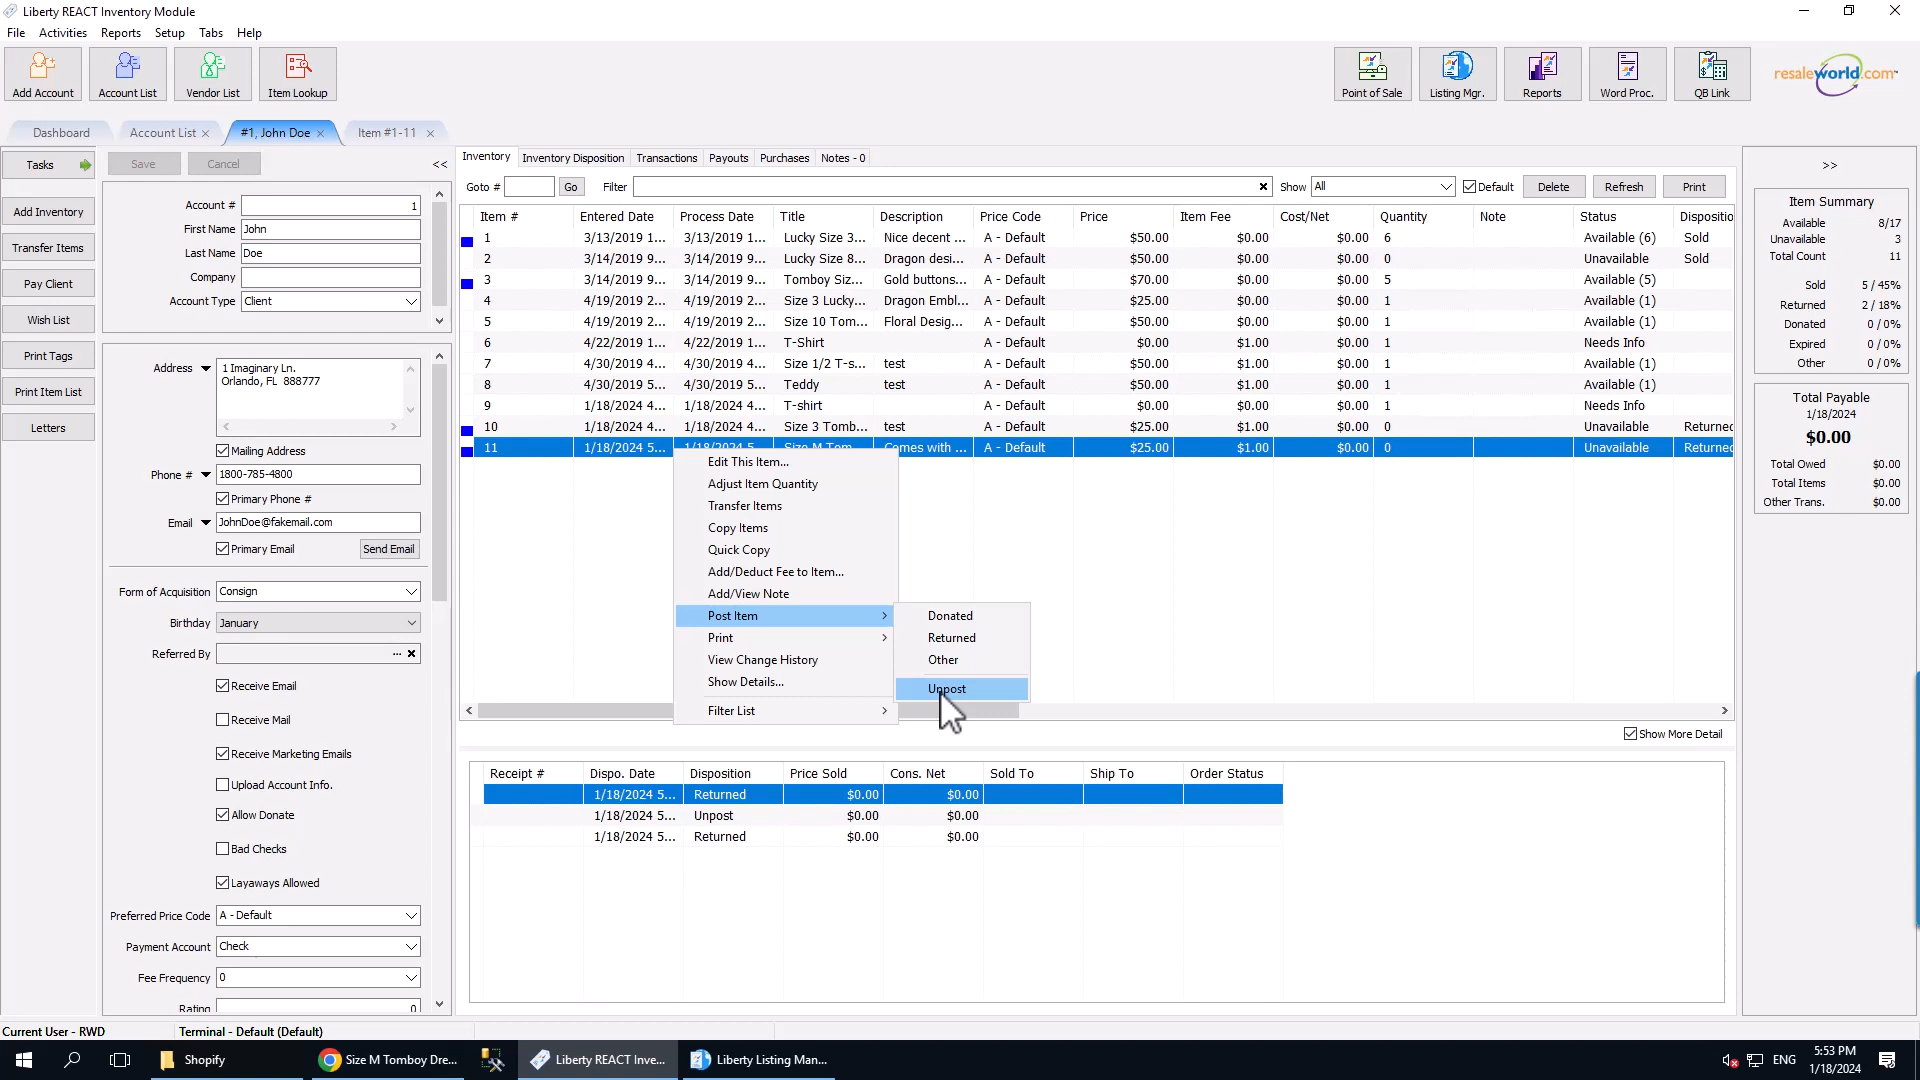 Liberty REACT Inventory Module
File Activities Reports Setup Tabs Help
Add Account Account List Vendor List Item Lookup Point of Sale Listing Mgr. Reports Word Proc. QB Link resaleworld.com
Dashboard Account List #1, John Doe Item #1-11
Tasks Save Cancel << Inventory Inventory Disposition Transactions Payouts Purchases Notes - 0 >>
Add Inventory
Transfer Items
Pay Client
Wish List
Print Tags
Print Item List
Letters
Account # 1
First Name John
Last Name Doe
Company
Account Type Client
Address 1 Imaginary Ln.
Orlando, FL 888777
Mailing Address
Phone # 1800-785-4800
Primary Phone #
Email JohnDoe@fakemail.com
Primary Email Send Email
Form of Acquisition Consign
Birthday January
Referred By ...
Receive Email
Receive Mail
Receive Marketing Emails
Upload Account Info.
Allow Donate
Bad Checks
Layaways Allowed
Preferred Price Code A - Default
Payment Account Check
Fee Frequency 0
Rating 0
Goto # Go Filter Show All Default Delete Refresh Print
Item # Entered Date Process Date Title Description Price Code Price Item Fee Cost/Net Quantity Note Status Dispositio
1 3/13/2019 1... 3/13/2019 1... Lucky Size 3... Nice decent ... A - Default $50.00 $0.00 $0.00 6 Available (6) Sold
2 3/14/2019 9... 3/14/2019 9... Lucky Size 8... Dragon desi... A - Default $50.00 $0.00 $0.00 0 Unavailable Sold
3 3/14/2019 9... 3/14/2019 9... Tomboy Siz... Gold buttons... A - Default $70.00 $0.00 $0.00 5 Available (5)
4 4/19/2019 2... 4/19/2019 2... Size 3 Lucky... Dragon Embl... A - Default $25.00 $1.00 $0.00 1 Available (1)
5 4/19/2019 2... 4/19/2019 2... Size 10 Tom... Floral Desig... A - Default $50.00 $1.00 $0.00 1 Available (1)
6 4/22/2019 1... 4/22/2019 1... T-Shirt A - Default $0.00 $1.00 $0.00 1 Needs Info
7 4/30/2019 4... 4/30/2019 4... Size 1/2 T-s... test A - Default $25.00 $1.00 $0.00 1 Available (1)
8 4/30/2019 5... 4/30/2019 5... Teddy test A - Default $50.00 $1.00 $0.00 1 Available (1)
9 1/18/2024 4... 1/18/2024 4... T-shirt A - Default $0.00 $1.00 $0.00 1 Needs Info
10 1/18/2024 4... 1/18/2024 4... Size 3 Tomb... test A - Default $25.00 $1.00 $0.00 0 Unavailable Returned
11 1/18/2024 5... 1/18/2024 5... Size M Tom... Comes with ... A - Default $25.00 $1.00 $0.00 0 Unavailable Returned
Edit This Item...
Adjust Item Quantity
Transfer Items
Copy Items
Quick Copy
Add/Deduct Fee to Item...
Add/View Note
Post Item Donated
Print Returned
View Change History Other
Show Details... Unpost
Filter List
Show More Detail
Receipt # Dispo. Date Disposition Price Sold Cons. Net Sold To Ship To Order Status
1/18/2024 5... Returned $0.00 $0.00
1/18/2024 5... Unpost $0.00 $0.00
1/18/2024 5... Returned $0.00 $0.00
Item Summary
Available 8/17
Unavailable 3
Total Count 11
Sold 5 / 45%
Returned 2 / 18%
Donated 0 / 0%
Expired 0 / 0%
Other 0 / 0%
Total Payable
1/18/2024
$0.00
Total Owed $0.00
Total Items $0.00
Other Trans. $0.00
Current User - RWD Terminal - Default (Default)
Shopify Size M Tomboy Dre... Liberty REACT Inve... Liberty Listing Man... ENG 5:53 PM
1/18/2024